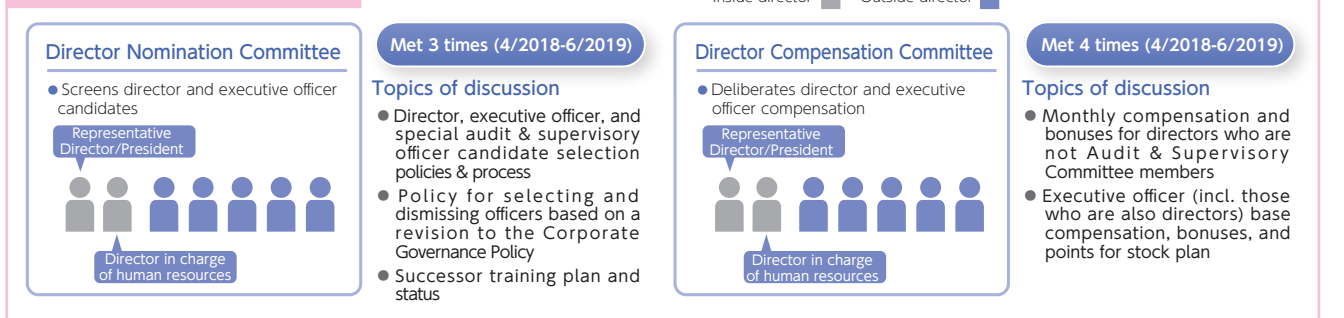 Inside director Outside director
Director Nomination Committee
Screens director and executive officer
candidates
Representative
Director/President
Director in charge
of human resources
Met 3 times (4/2018-6/2019)
Topics of discussion
Director, executive officer, and
special audit & supervisory
officer candidate selection
policies & process
Policy for selecting and
dismissing officers based on a
revision to the Corporate
Governance Policy
Successor training plan and
status
Director Compensation Committee
Deliberates director and executive
officer compensation
Representative
Director/President
Director in charge
of human resources
Met 4 times (4/2018-6/2019)
Topics of discussion
Monthly compensation and
bonuses for directors who are
not Audit & Supervisory
Committee members
Executive officer (incl. those
who are also directors) base
compensation, bonuses, and
points for stock plan